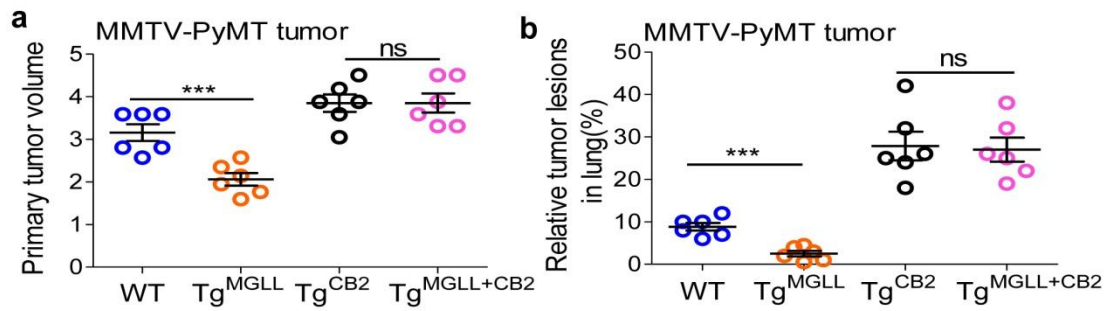 a
MMTV-PyMT tumor
Primary tumor volume
5
4
3
2
1
0
***
ns
WT
Tg^MGLL
Tg^CB2
Tg^MGLL+CB2
b
MMTV-PyMT tumor
Relative tumor lesions
in lung(%)
50
40
30
20
10
0
***
ns
WT
Tg^MGLL
Tg^CB2
Tg^MGLL+CB2